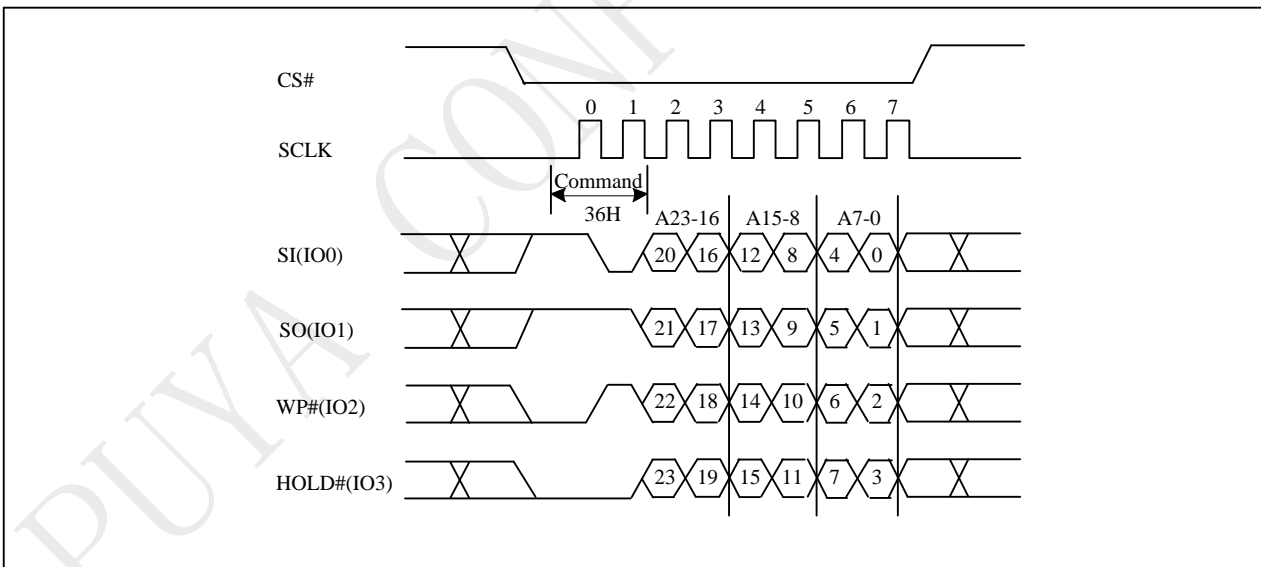 PUYA CONF
CS#
0 1 2 3 4 5 6 7
SCLK
Command
36H
A23-16 A15-8 A7-0
SI(IO0) 20 16 12 8 4 0
SO(IO1) 21 17 13 9 5 1
WP#(IO2) 22 18 14 10 6 2
HOLD#(IO3) 23 19 15 11 7 3